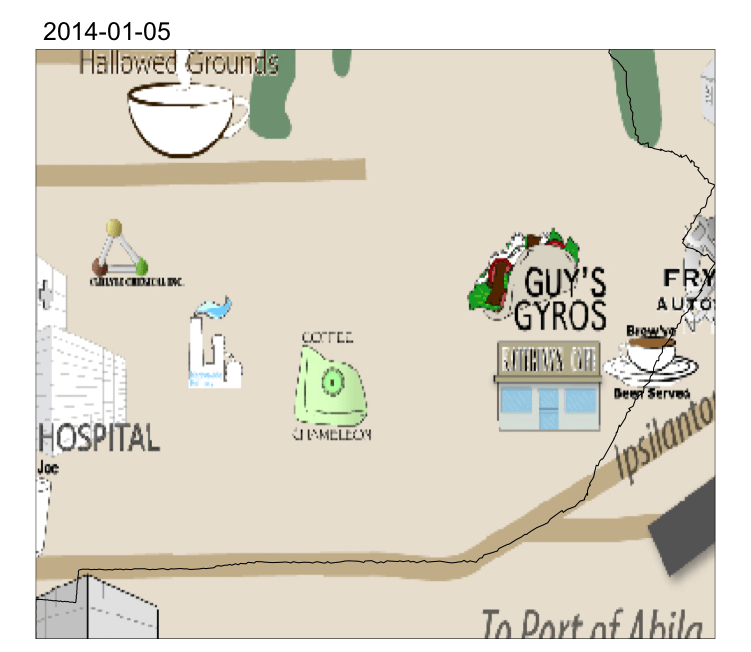 2014-01-05
Hallowed Grounds
CARLYLE CHEMICAL INC.
GUY'S
GYROS
FRY
AUTO
COFFEE
CHAMELEON
Brew've
Been Served
HOSPITAL
Joe
Ipsilanto
To Port of Abila